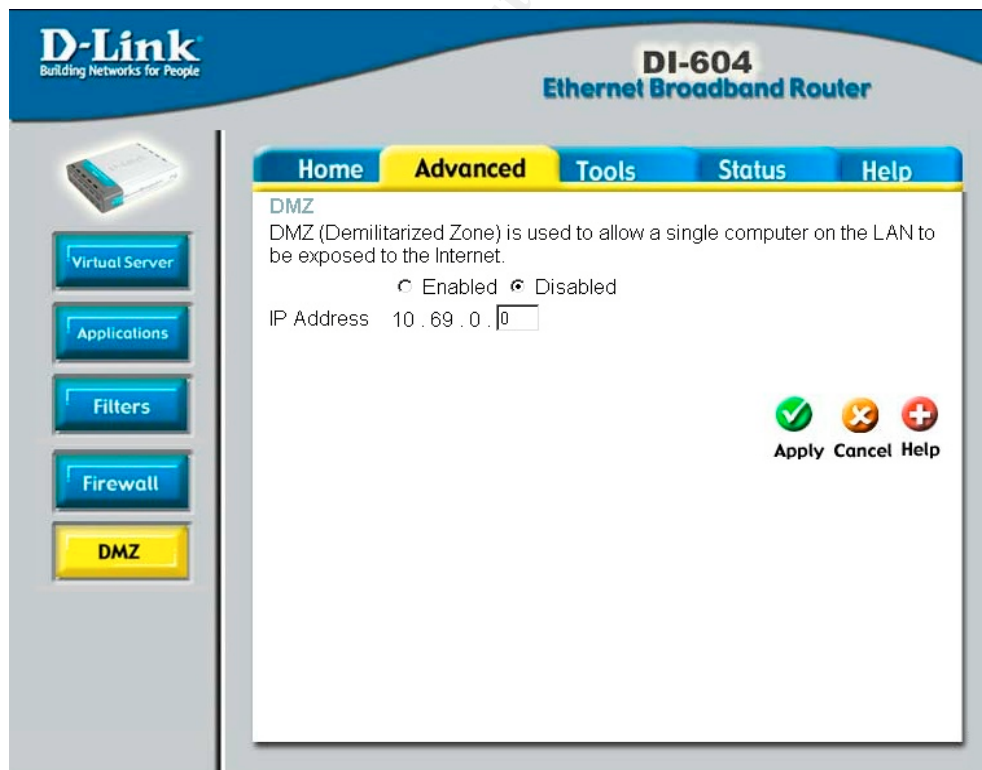 D-Link
Building Networks for People
DI-604
Ethernet Broadband Router
Home Advanced Tools Status Help
Virtual Server
Applications
Filters
Firewall
DMZ
DMZ
DMZ (Demilitarized Zone) is used to allow a single computer on the LAN to
be exposed to the Internet.
Enabled Disabled
IP Address 10 . 69 . 0 . 0
Apply Cancel Help